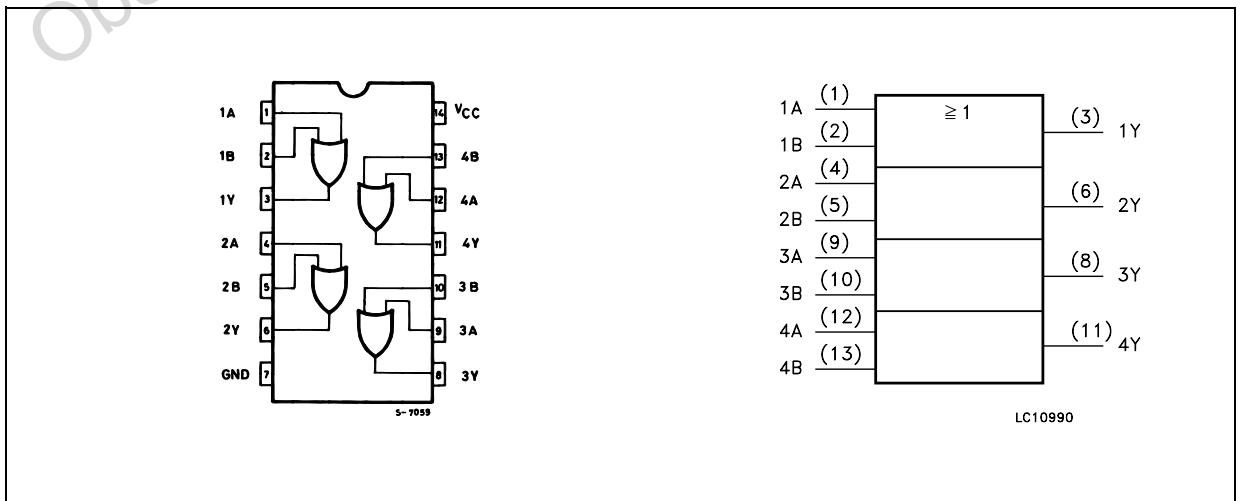 1A 1 14 VCC
1B 2 13 4B
1Y 3 12 4A
2A 4 11 4Y
2B 5 10 3B
2Y 6 9 3A
GND 7 8 3Y
S-7059
≧ 1
1A (1)
1B (2)
2A (4)
2B (5)
3A (9)
3B (10)
4A (12)
4B (13)
(3) 1Y
(6) 2Y
(8) 3Y
(11) 4Y
LC10990